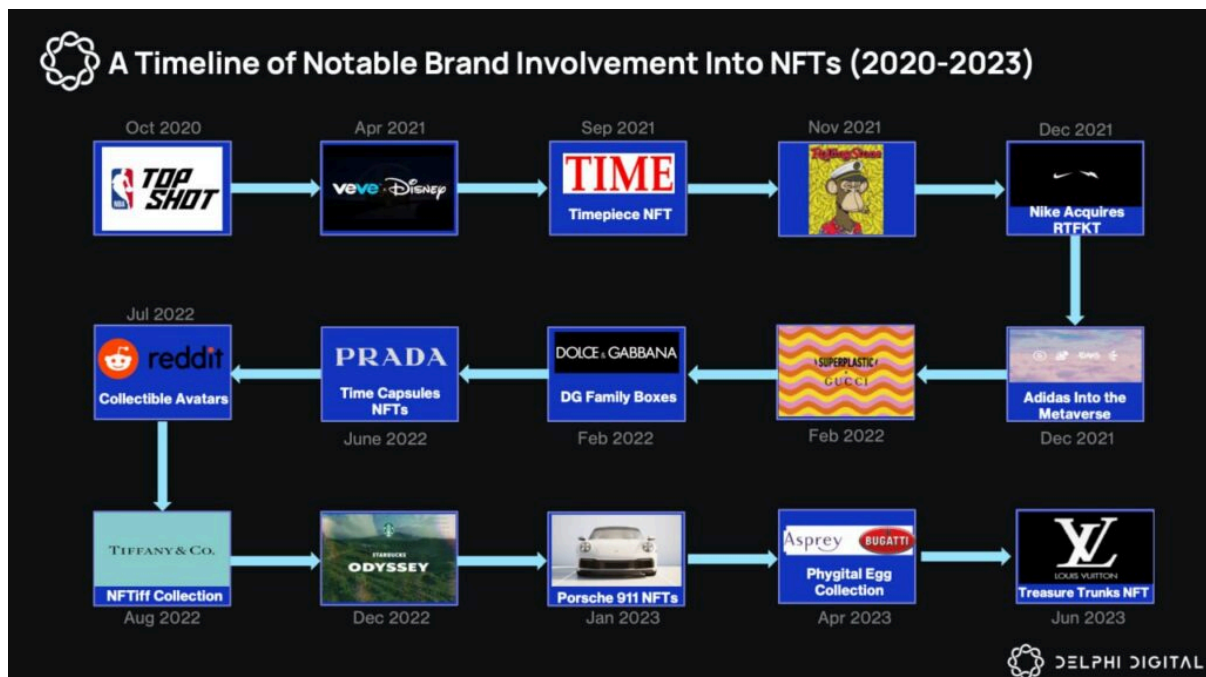 A Timeline of Notable Brand Involvement Into NFTs (2020-2023)
Oct 2020
NBA
TOP
SHOT
Apr 2021
veve Disney
Sep 2021
TIME
Timepiece NFT
Nov 2021
Rolling Stone
Dec 2021
Nike Acquires
RTFKT
Adidas Into the
Metaverse
Dec 2021
SUPERPLASTIC
GUCCI
Feb 2022
DOLCE & GABBANA
DG Family Boxes
Feb 2022
PRADA
Time Capsules
NFTs
June 2022
Jul 2022
reddit
Collectible Avatars
TIFFANY & CO.
NFTiff Collection
Aug 2022
STARBUCKS
ODYSSEY
Dec 2022
Porsche 911 NFTs
Jan 2023
Asprey BUGATTI
Phygital Egg
Collection
Apr 2023
LV
LOUIS VUITTON
Treasure Trunks NFT
Jun 2023
DELPHI DIGITAL